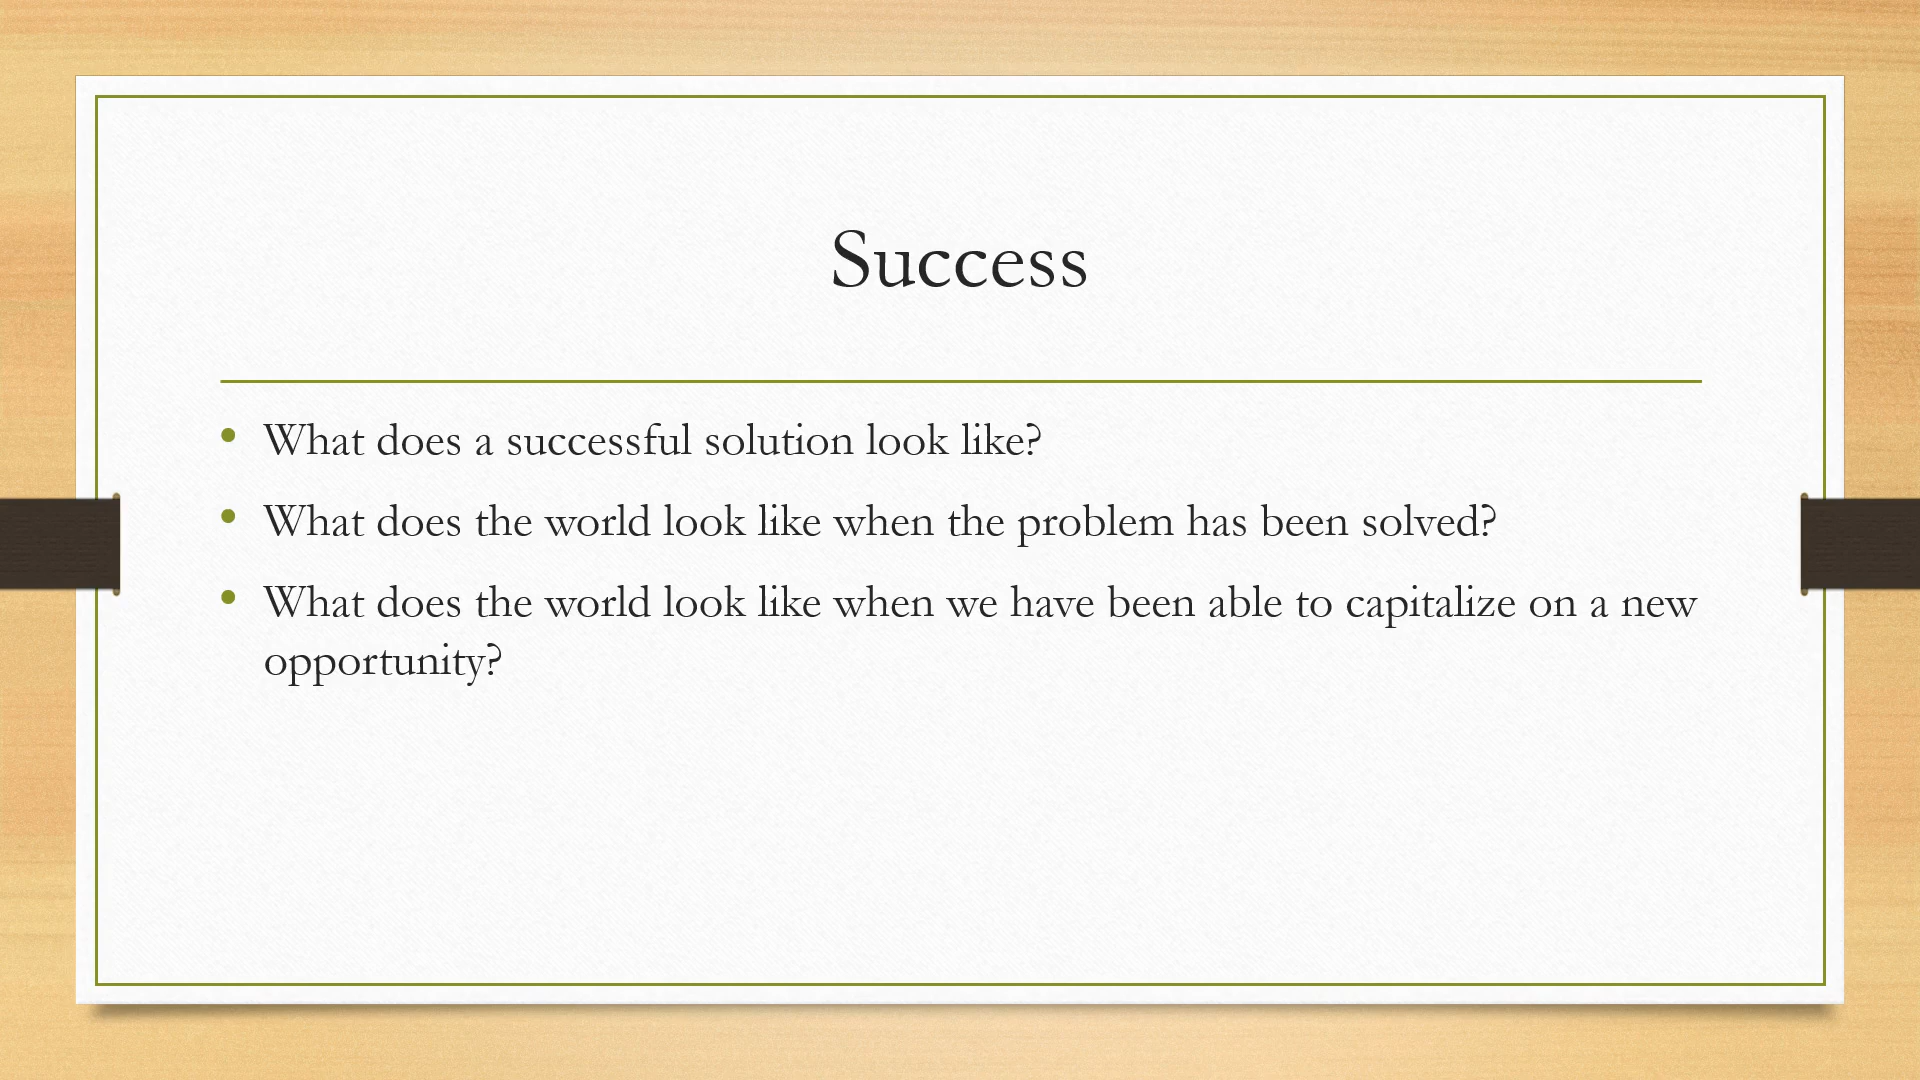 Success
• What does a successful solution look like?
• What does the world look like when the problem has been solved?
• What does the world look like when we have been able to capitalize on a new
opportunity?